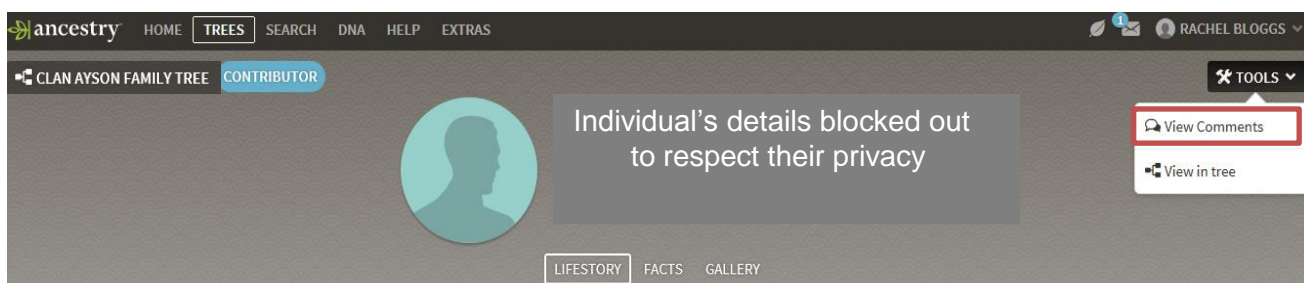 ancestry HOME TREES SEARCH DNA HELP EXTRAS 1 RACHEL BLOGGS
CLAN AYSON FAMILY TREE CONTRIBUTOR TOOLS
Individual's details blocked out
to respect their privacy
View Comments
View in tree
LIFESTORY FACTS GALLERY